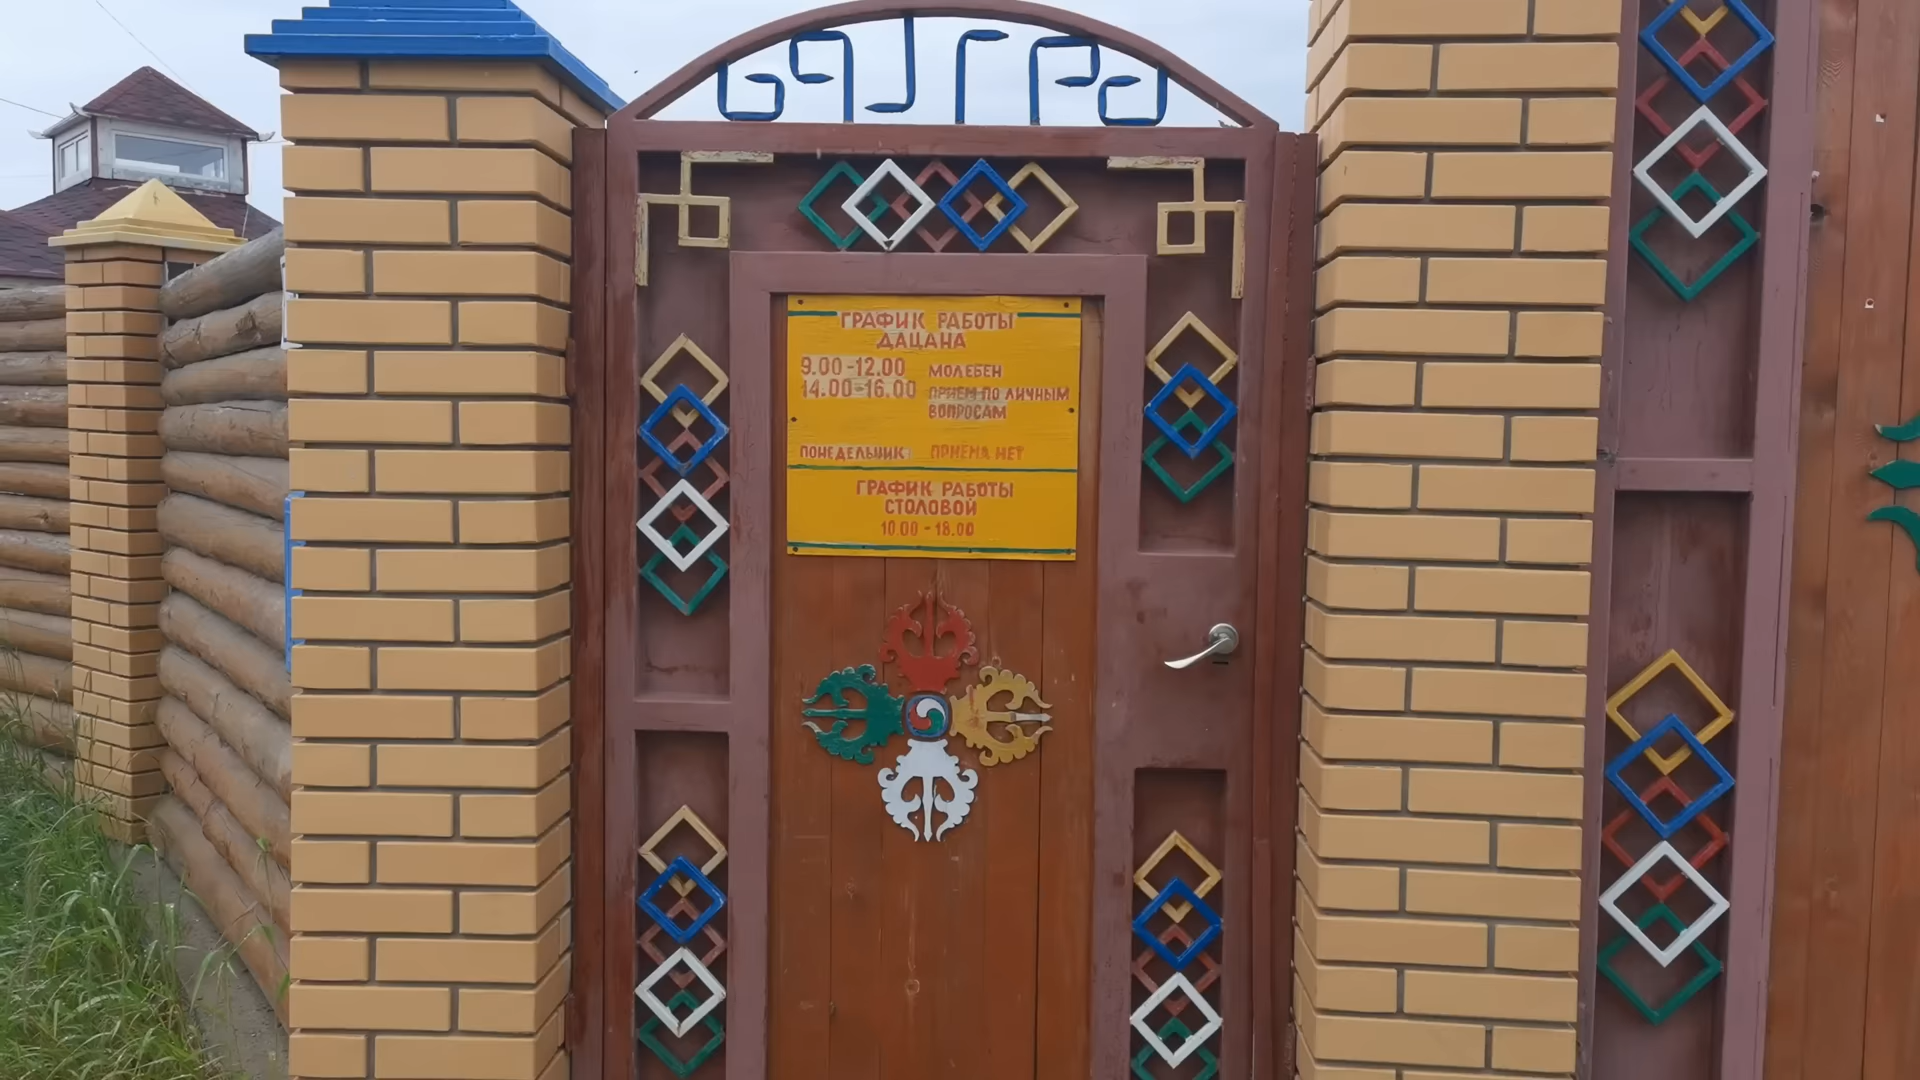 ГРАФИК РАБОТЫ
ДАЦАНА
9.00-12.00 МОЛЕБЕН
14.00-16.00 ПРИЕМ ПО ЛИЧНЫМ
ВОПРОСАМ
ПОНЕДЕЛЬНИК ПРИЁМА НЕТ
ГРАФИК РАБОТЫ
СТОЛОВОЙ
10.00-18.00